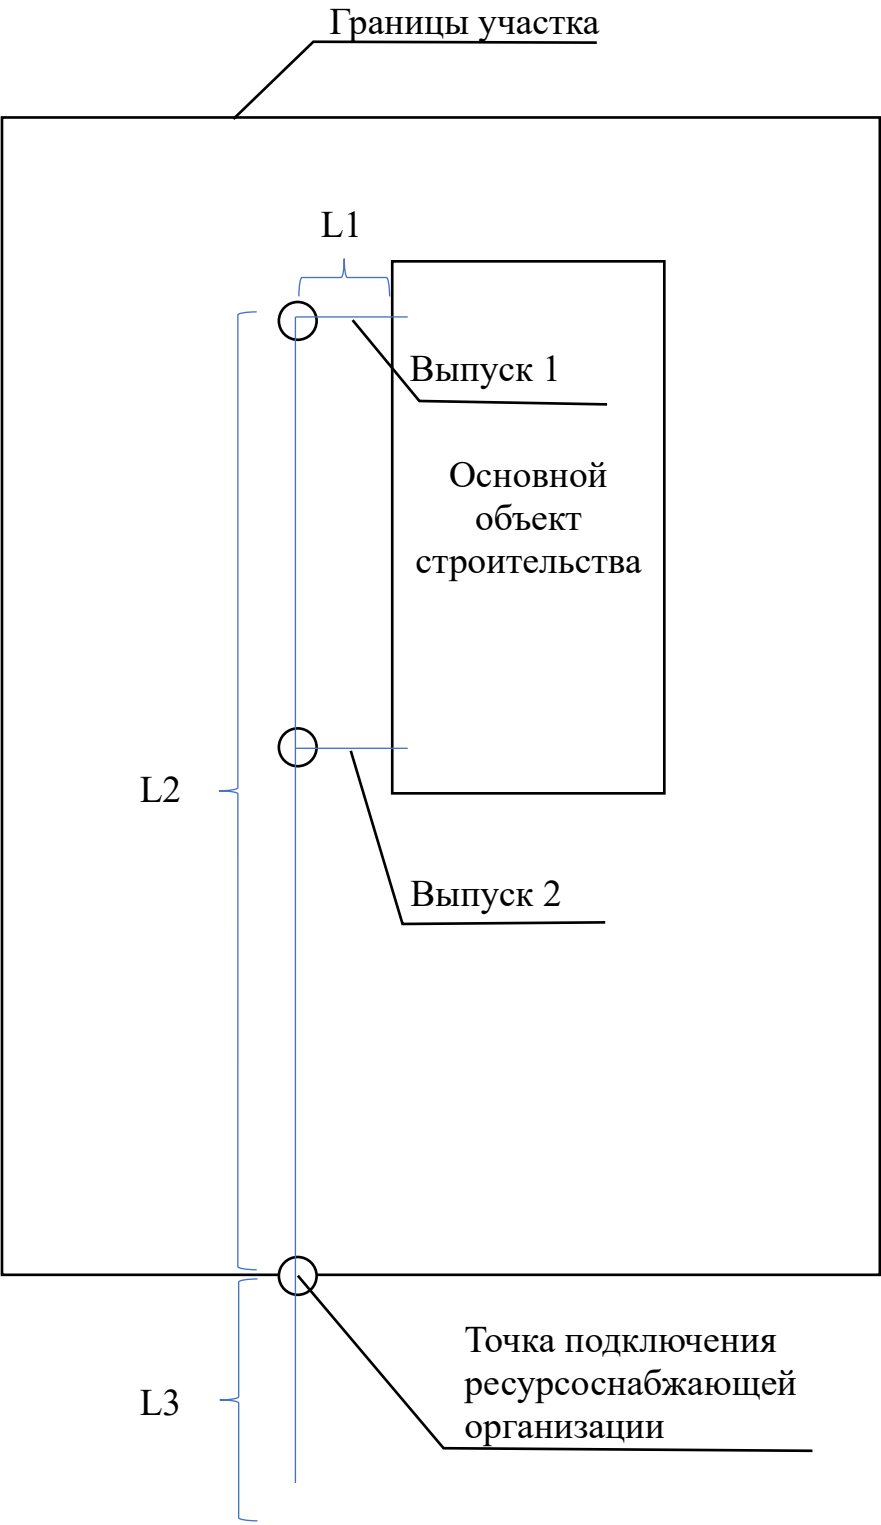 Границы участка
L1
Выпуск 1
Основной
объект
строительства
L2
Выпуск 2
Точка подключения
ресурсоснабжающей
организации
L3